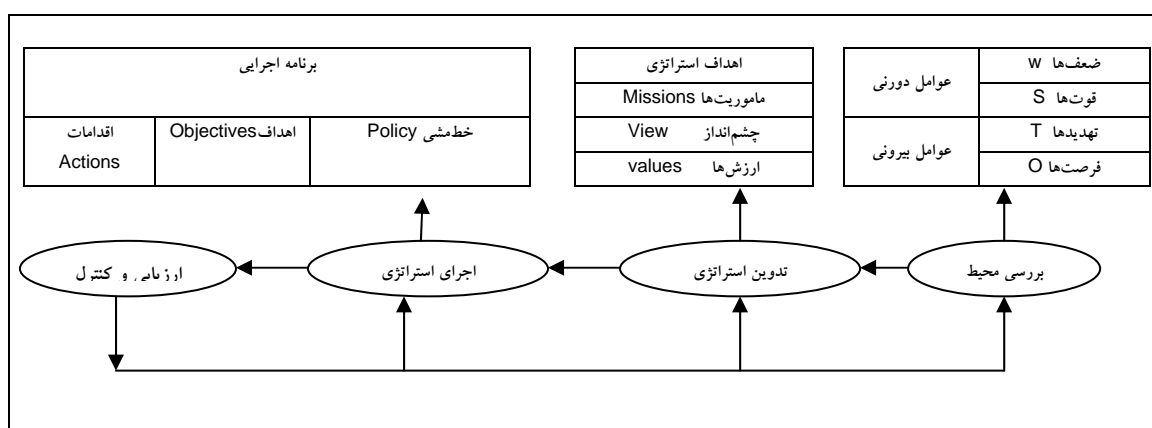 ضعف‌ها w
عوامل دورنی
قوت‌ها S
تهدیدها T
عوامل بیرونی
فرصت‌ها O
اهداف استراتژی
ماموریت‌ها Missions
چشم‌انداز View
ارزش‌ها values
برنامه اجرایی
خط‌مشی Policy
اهداف Objectives
اقدامات
Actions
بررسی محیط
تدوین استراتژی
اجرای استراتژی
ارزیابی و کنترل